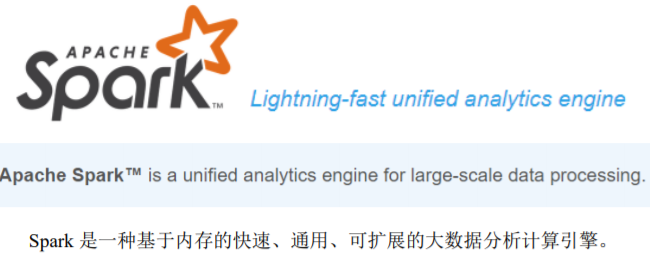 APACHE
Spark™ Lightning-fast unified analytics engine
Apache Spark™ is a unified analytics engine for large-scale data processing.
Spark 是一种基于内存的快速、通用、可扩展的大数据分析计算引擎。